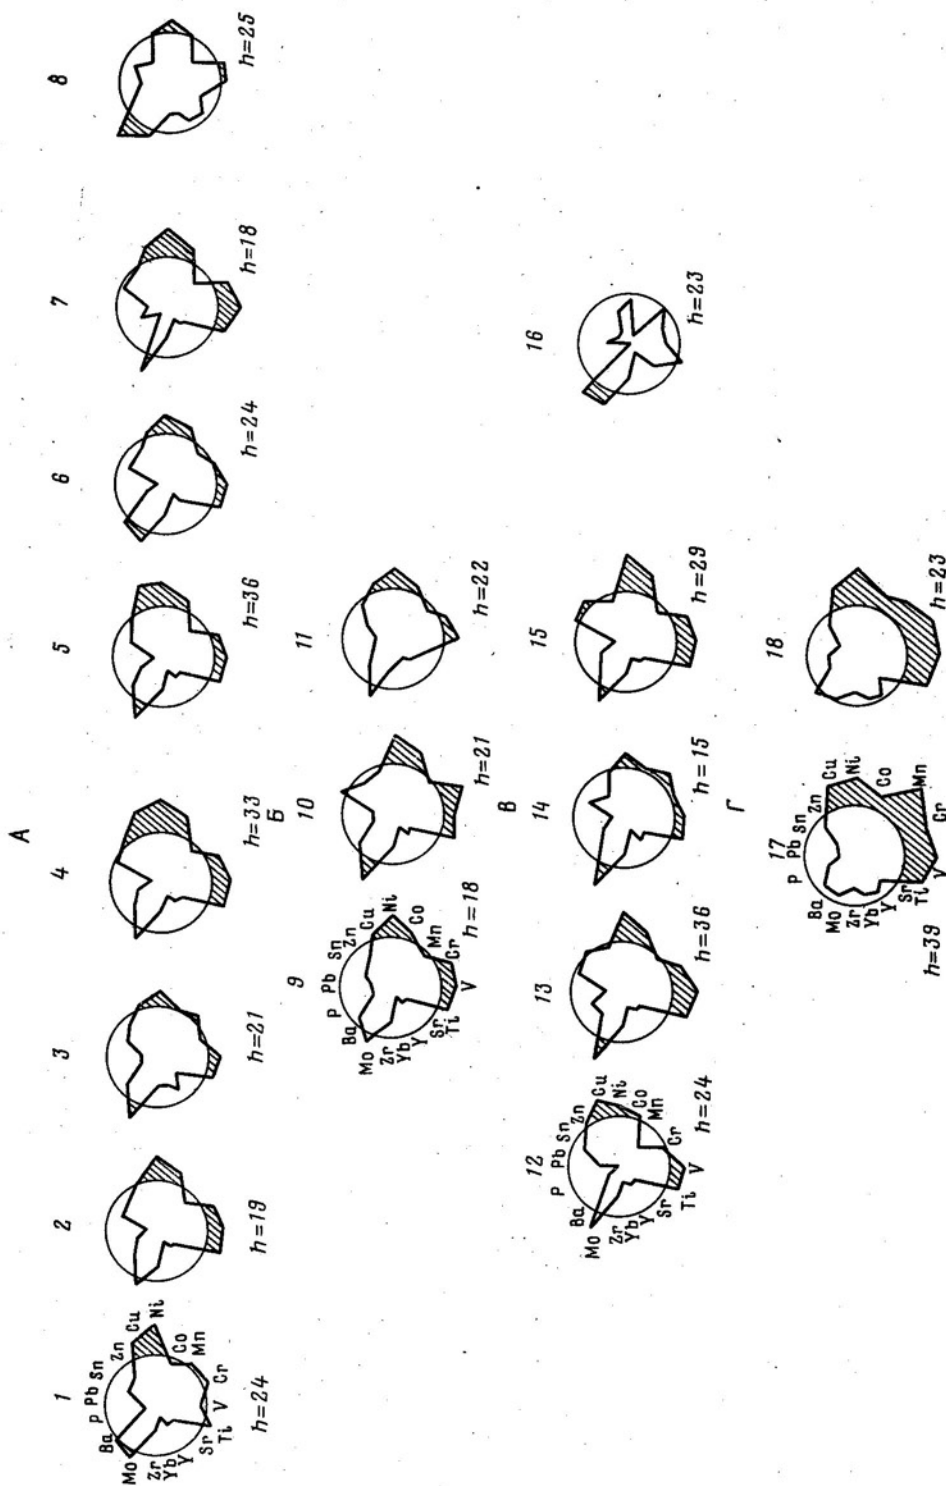 А
1 2 3 4 5 6 7 8
Ba P Pb Sn Zn Cu Ni Co Mn Cr V Ti Sr Y Yb Zr Mo
h=24 h=19 h=21 h=33 h=36 h=24 h=18 h=25
Б
9 10 11
Ba P Pb Sn Zn Cu Ni Co Mn Cr V Ti Sr Y Yb Zr Mo
h=18 h=21 h=22
В
12 13 14 15 16
Ba P Pb Sn Zn Cu Ni Co Mn Cr V Ti Sr Y Yb Zr Mo
h=24 h=36 h=15 h=29 h=23
Г
17 18
Ba P Pb Sn Zn Cu Ni Co Mn Cr V Ti Sr Y Yb Zr Mo
h=39 h=23